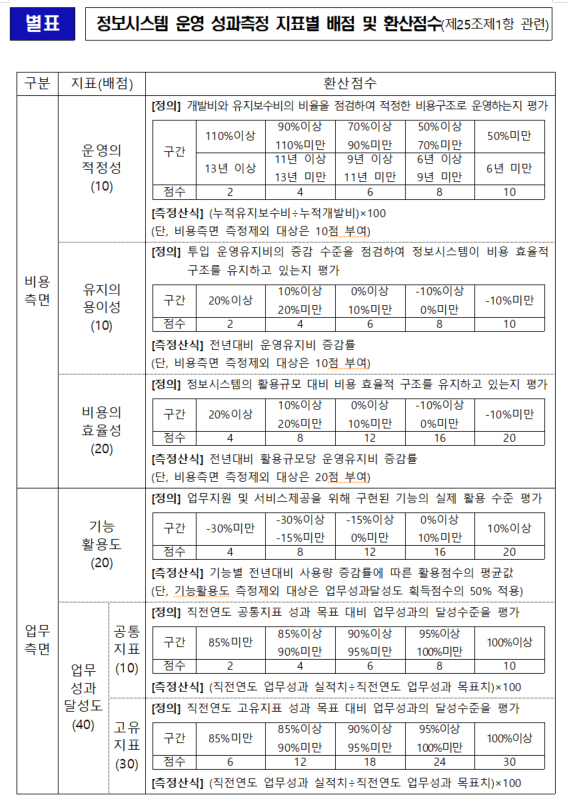 별표
정보시스템 운영 성과측정 지표별 배점 및 환산점수(제25조제1항 관련)
구분 지표(배점) 환산점수
비용
측면
운영의
적정성
(10)
[정의] 개발비와 유지보수비의 비율을 점검하여 적정한 비용구조로 운영하는지 평가
구간 110%이상 90%이상 70%이상 50%이상 50%미만
110%미만 90%미만 70%미만
13년 이상 11년 이상 9년 이상 6년 이상 6년 미만
13년 미만 11년 미만 9년 미만
점수 2 4 6 8 10
[측정산식] (누적유지보수비÷누적개발비)×100
(단, 비용측면 측정제외 대상은 10점 부여)
유지의
용이성
(10)
[정의] 투입 운영유지비의 증감 수준을 점검하여 정보시스템이 비용 효율적
구조를 유지하고 있는지 평가
구간 20%이상 10%이상 0%이상 -10%이상 -10%미만
20%미만 10%미만 0%미만
점수 2 4 6 8 10
[측정산식] 전년대비 운영유지비 증감률
(단, 비용측면 측정제외 대상은 10점 부여)
비용의
효율성
(20)
[정의] 정보시스템의 활용규모 대비 비용 효율적 구조를 유지하고 있는지 평가
구간 20%이상 10%이상 0%이상 -10%이상 -10%미만
20%미만 10%미만 0%미만
점수 4 8 12 16 20
[측정산식] 전년대비 활용규모당 운영유지비 증감률
(단, 비용측면 측정제외 대상은 20점 부여)
업무
측면
기능
활용도
(20)
[정의] 업무지원 및 서비스제공을 위해 구현된 기능의 실제 활용 수준 평가
구간 -30%미만 -30%이상 -15%이상 0%이상 10%이상
-15%미만 0%미만 10%미만
점수 4 8 12 16 20
[측정산식] 기능별 전년대비 사용량 증감률에 따른 활용점수의 평균값
(단, 기능활용도 측정제외 대상은 업무성과달성도 획득점수의 50% 적용)
업무
성과
달성도
(40)
공통
지표
(10)
[정의] 직전연도 공통지표 성과 목표 대비 업무성과의 달성수준을 평가
구간 85%미만 85%이상 90%이상 95%이상 100%이상
90%미만 95%미만 100%미만
점수 2 4 6 8 10
[측정산식] (직전연도 업무성과 실적치÷직전연도 업무성과 목표치)×100
고유
지표
(30)
[정의] 직전연도 고유지표 성과 목표 대비 업무성과의 달성수준을 평가
구간 85%미만 85%이상 90%이상 95%이상 100%이상
90%미만 95%미만 100%미만
점수 6 12 18 24 30
[측정산식] (직전연도 업무성과 실적치÷직전연도 업무성과 목표치)×100